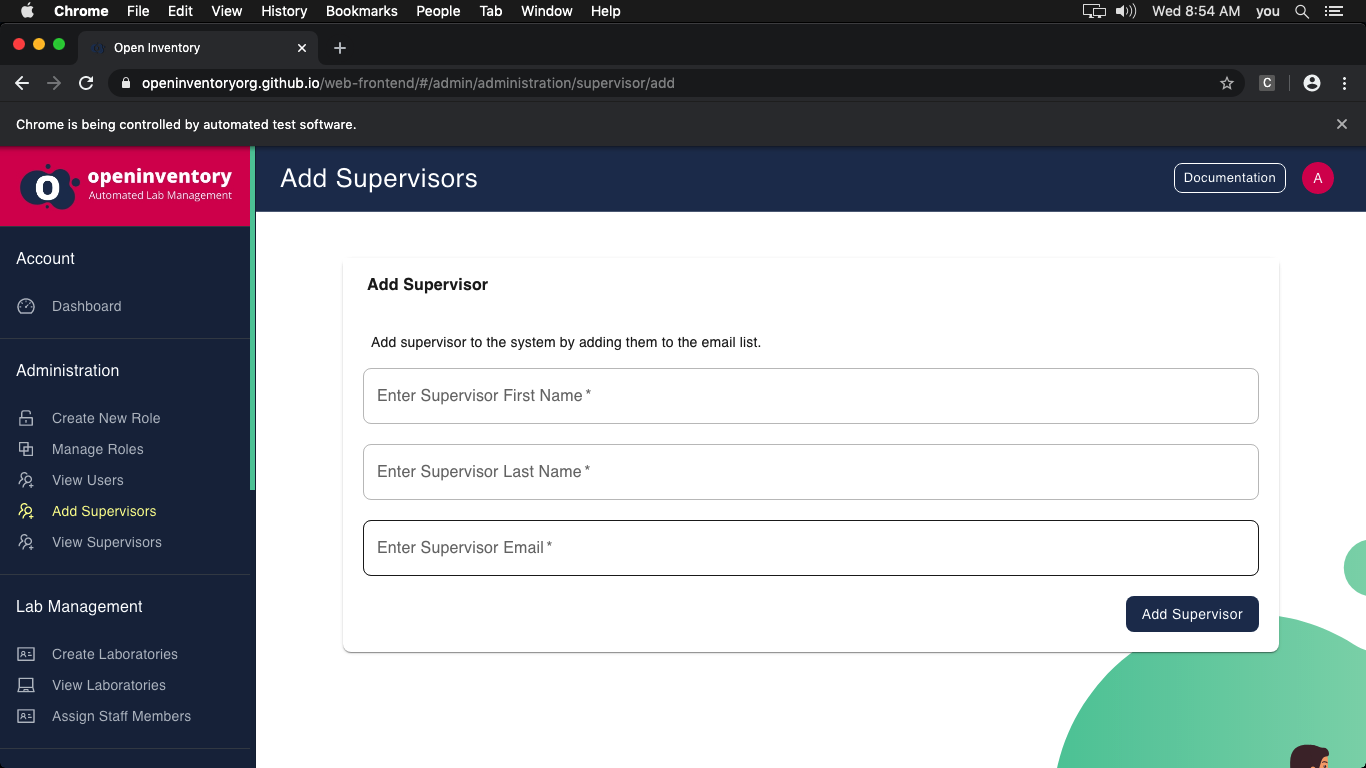 Chrome File Edit View History Bookmarks People Tab Window Help Wed 8:54 AM you
Open Inventory
openinventoryorg.github.io/web-frontend/#/admin/administration/supervisor/add C
Chrome is being controlled by automated test software.
O openinventory
Automated Lab Management
Add Supervisors
Documentation
A
Account
Dashboard
Administration
Create New Role
Manage Roles
View Users
Add Supervisors
View Supervisors
Lab Management
Create Laboratories
View Laboratories
Assign Staff Members
Add Supervisor
Add supervisor to the system by adding them to the email list.
Enter Supervisor First Name *
Enter Supervisor Last Name *
Enter Supervisor Email *
Add Supervisor